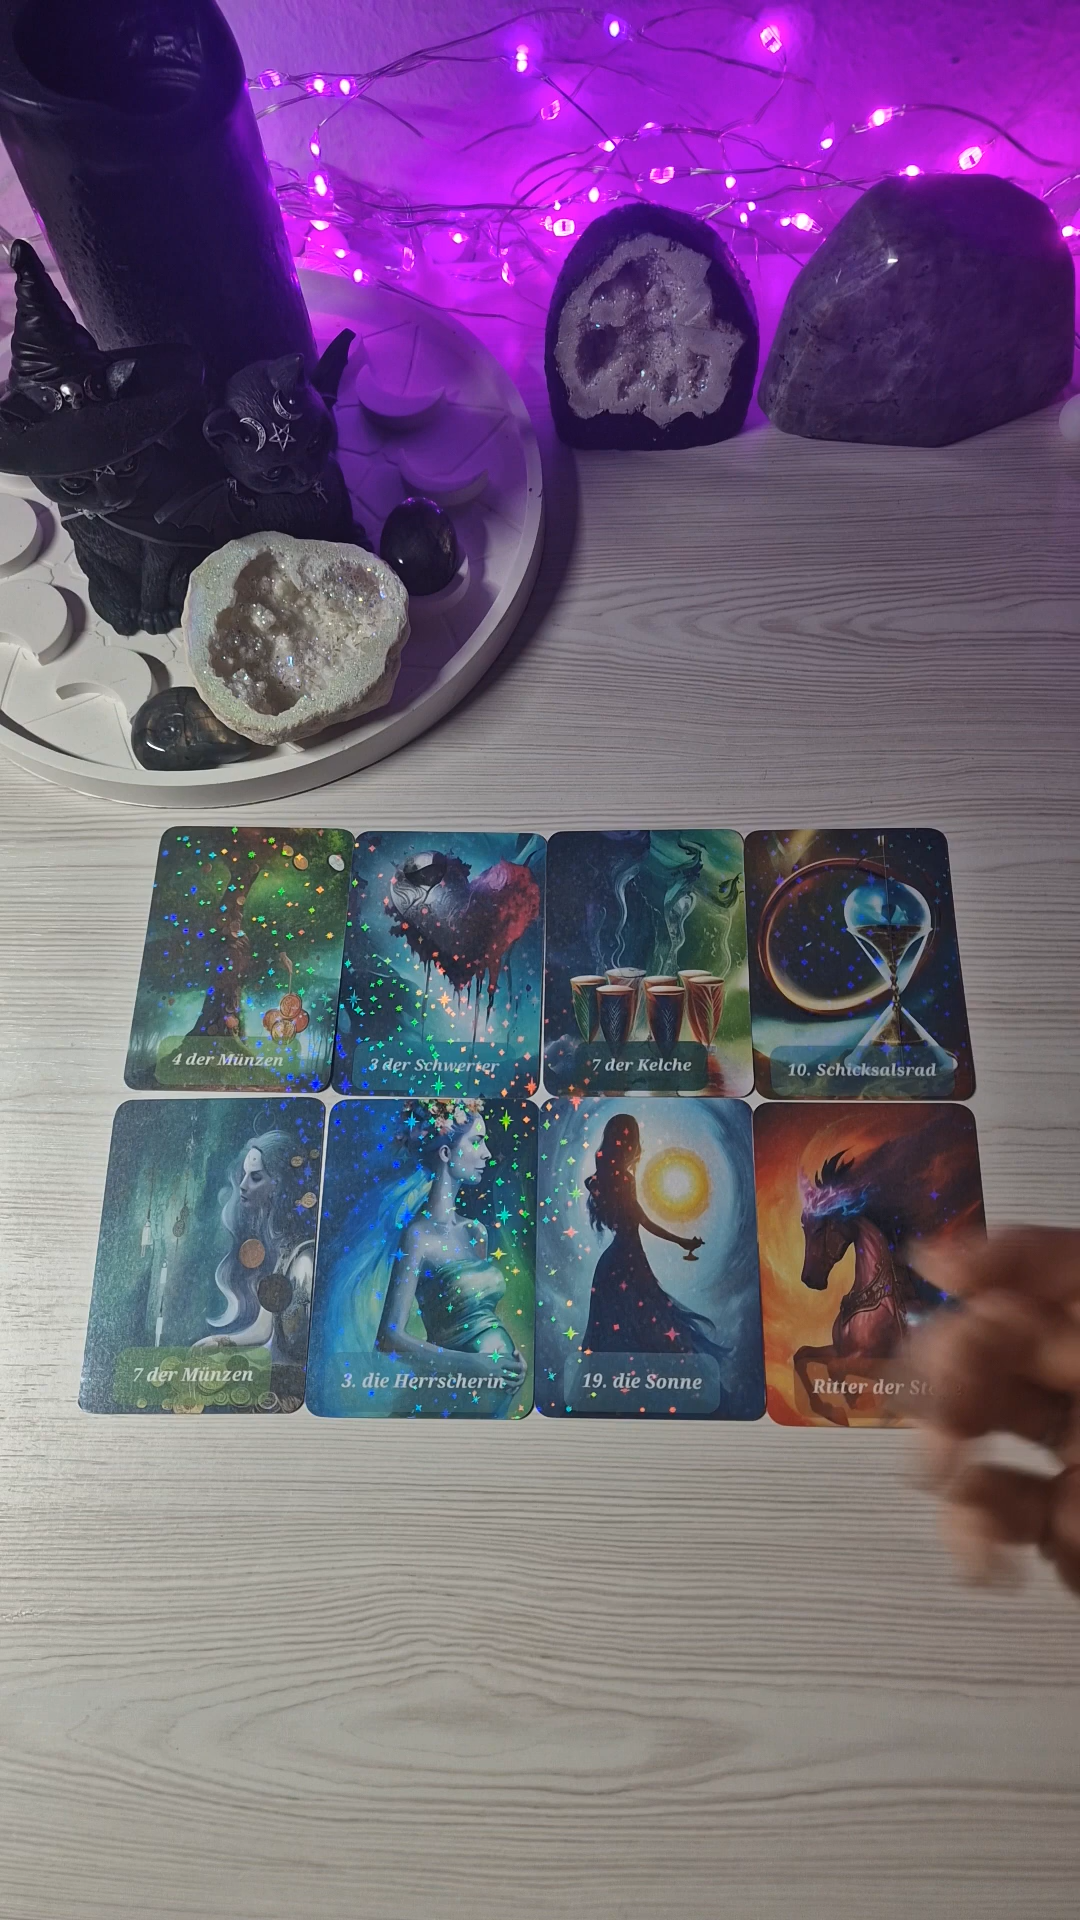 4 der Münzen
3 der Schwerter
7 der Kelche
10. Schicksalsrad
7 der Münzen
3. die Herrscherin
19. die Sonne
Ritter der